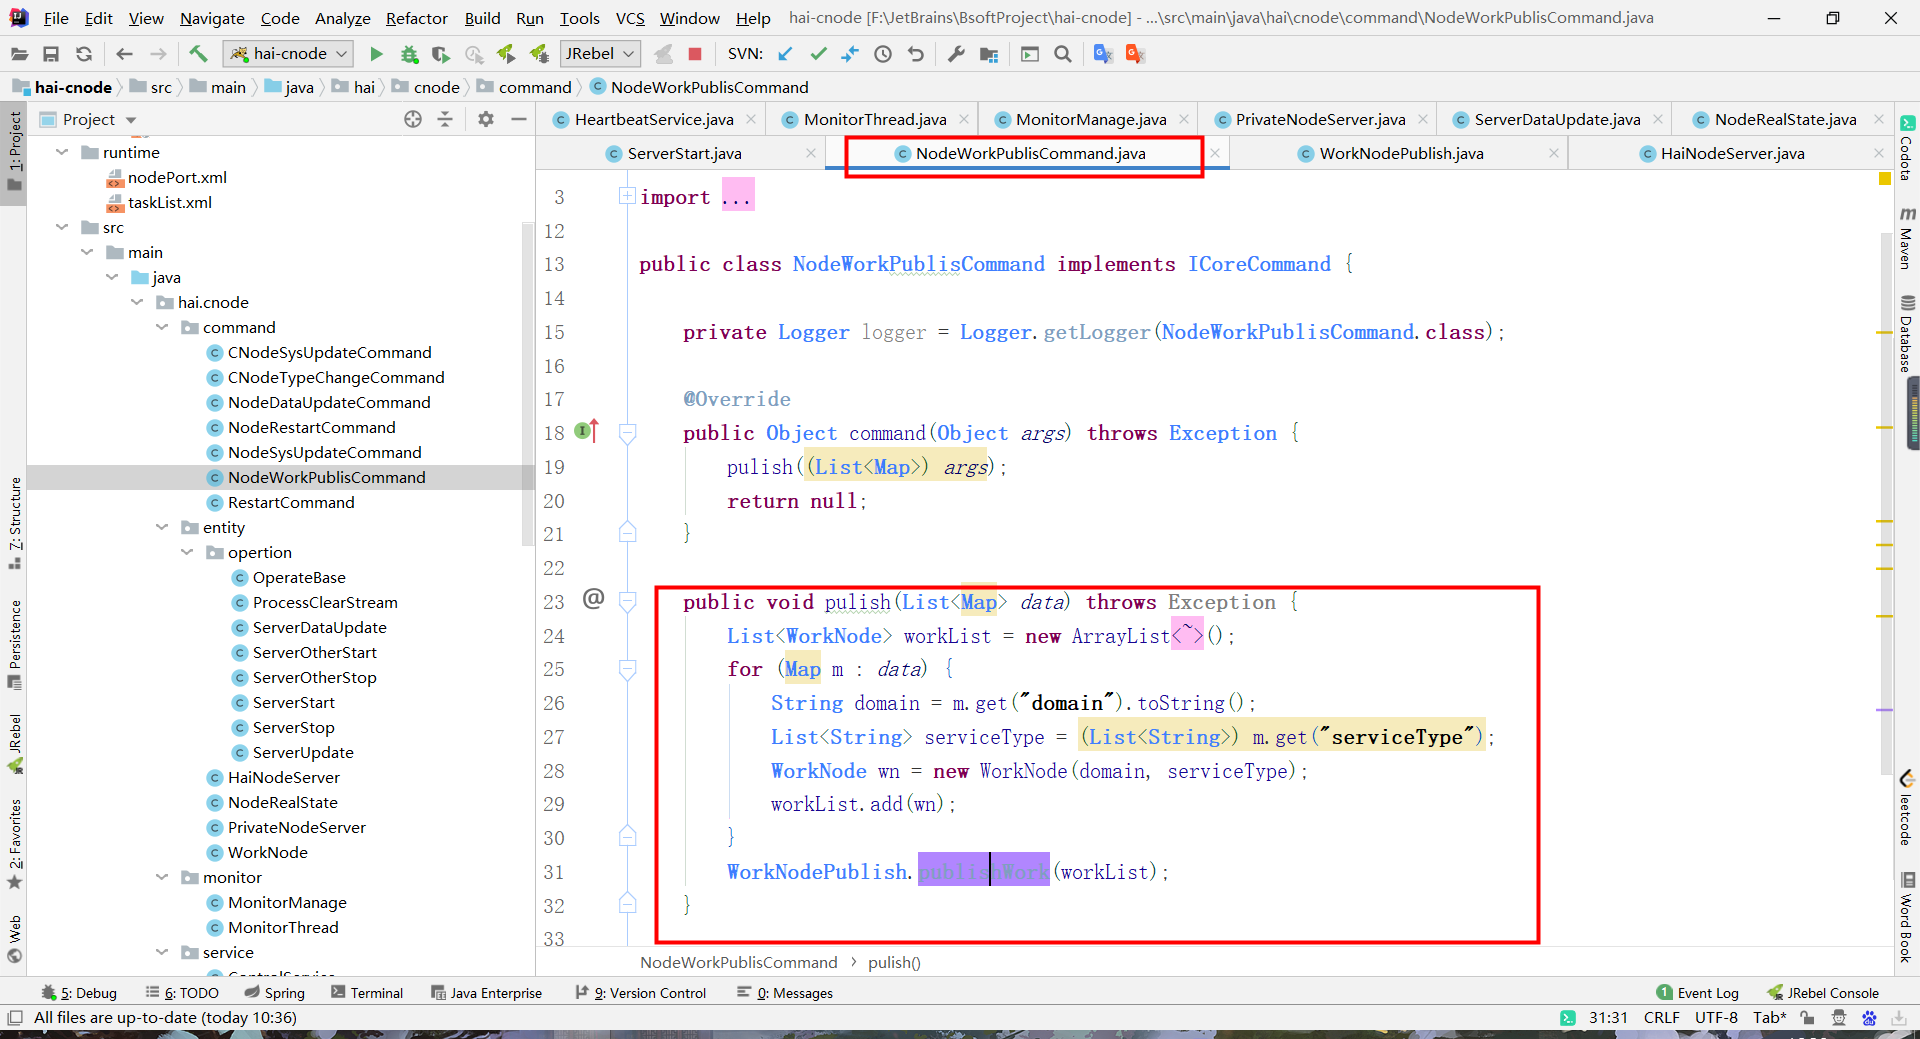 File Edit View Navigate Code Analyze Refactor Build Run Tools VCS Window Help hai-cnode [F:\JetBrains\BsoftProject\hai-cnode] - ...\src\main\java\hai\cnode\command\NodeWorkPublisCommand.java
hai-cnode JRebel SVN:
hai-cnode src main java hai cnode command NodeWorkPublisCommand
Project
HeartbeatService.java MonitorThread.java MonitorManage.java PrivateNodeServer.java ServerDataUpdate.java NodeRealState.java
ServerStart.java NodeWorkPublisCommand.java WorkNodePublish.java HaiNodeServer.java
1: Project
7: Structure
Persistence
JRebel
2: Favorites
Web
runtime
nodePort.xml
taskList.xml
src
main
java
hai.cnode
command
CNodeSysUpdateCommand
CNodeTypeChangeCommand
NodeDataUpdateCommand
NodeRestartCommand
NodeSysUpdateCommand
NodeWorkPublisCommand
RestartCommand
entity
opertion
OperateBase
ProcessClearStream
ServerDataUpdate
ServerOtherStart
ServerOtherStop
ServerStart
ServerStop
ServerUpdate
HaiNodeServer
NodeRealState
PrivateNodeServer
WorkNode
monitor
MonitorManage
MonitorThread
service
ControlService
3 import ...
12
13 public class NodeWorkPublisCommand implements ICoreCommand {
14
15 private Logger logger = Logger.getLogger(NodeWorkPublisCommand.class);
16
17 @Override
18 public Object command(Object args) throws Exception {
19 pulish((List<Map>) args);
20 return null;
21 }
22
23 public void pulish(List<Map> data) throws Exception {
24 List<WorkNode> workList = new ArrayList<~>();
25 for (Map m : data) {
26 String domain = m.get("domain").toString();
27 List<String> serviceType = (List<String>) m.get("serviceType");
28 WorkNode wn = new WorkNode(domain, serviceType);
29 workList.add(wn);
30 }
31 WorkNodePublish.publishWork(workList);
32 }
33
NodeWorkPublisCommand › pulish()
Codota
Maven
Database
leetcode
Word Book
5: Debug 6: TODO Spring Terminal Java Enterprise 9: Version Control 0: Messages 1 Event Log JRebel Console
All files are up-to-date (today 10:36) 31:31 CRLF UTF-8 Tab*